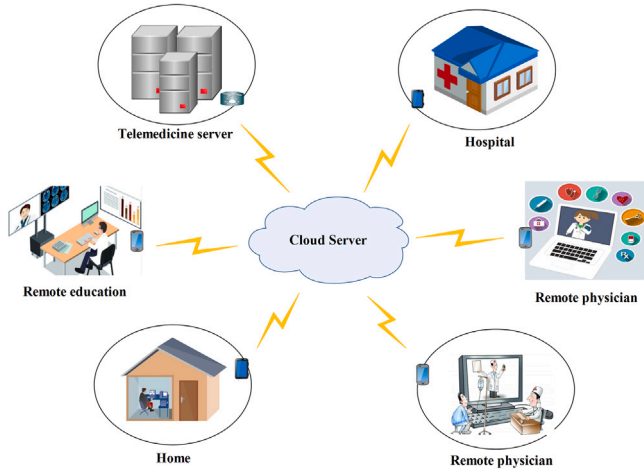 Telemedicine server
Hospital
Cloud Server
Remote education
Remote physician
Home
Remote physician